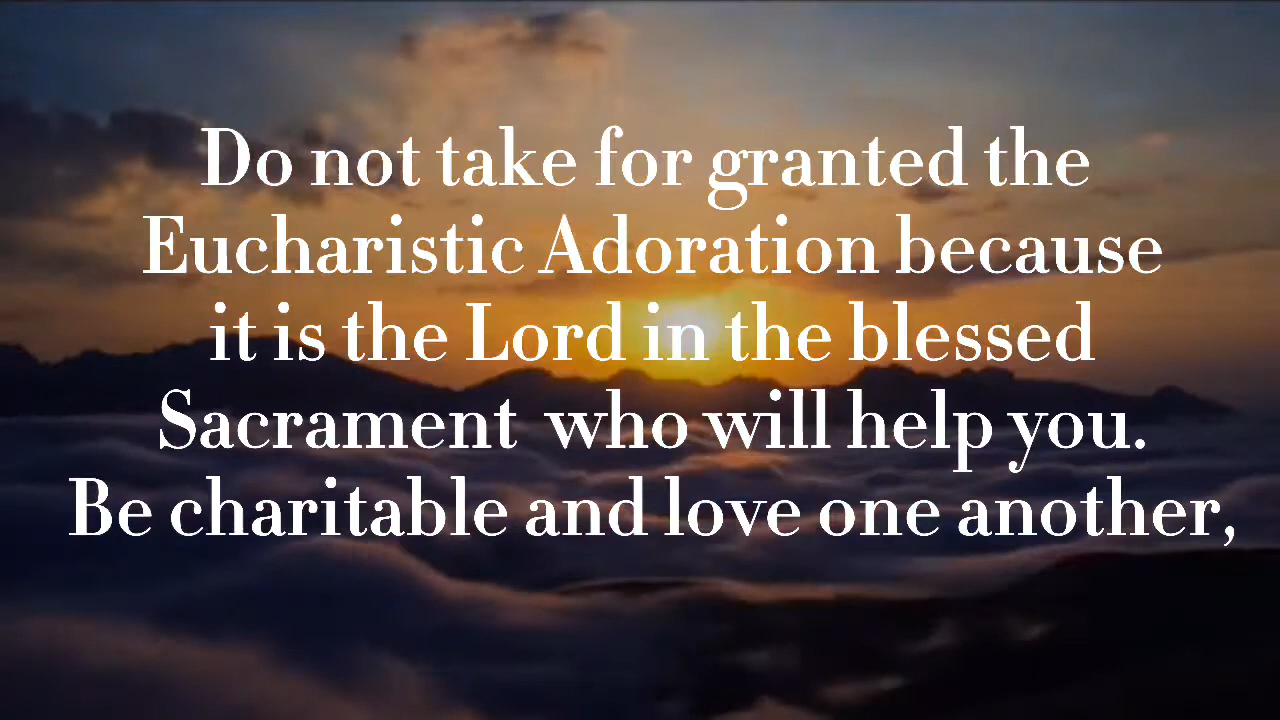 Do not take for granted the
Eucharistic Adoration because
it is the Lord in the blessed
Sacrament who will help you.
Be charitable and love one another,